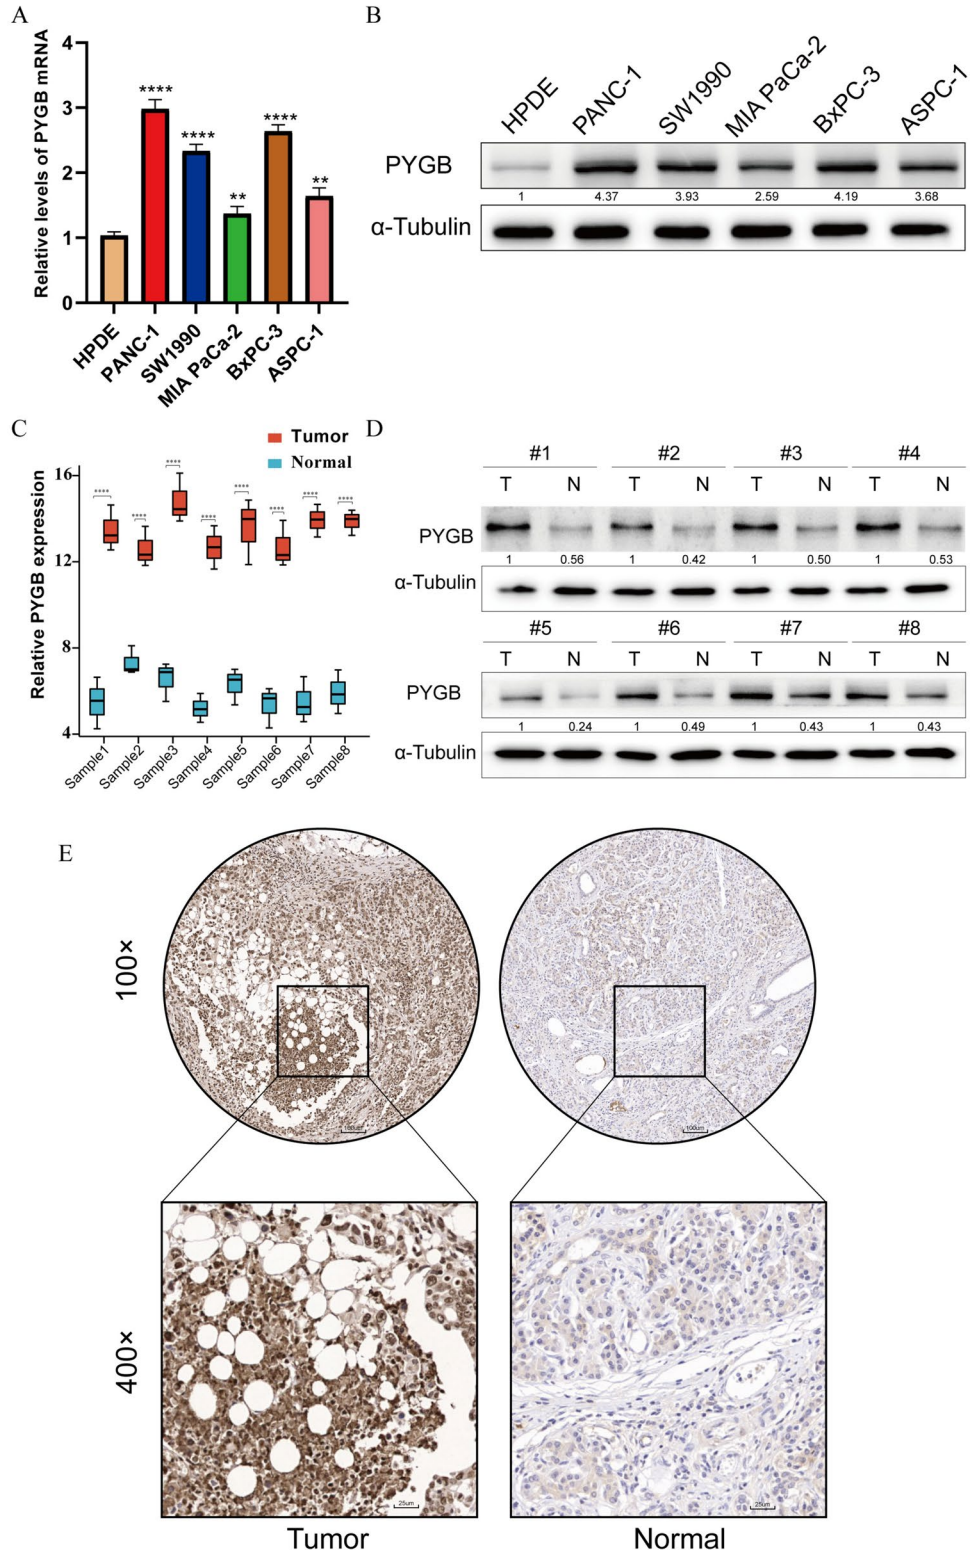 A
Relative levels of PYGB mRNA
4
3
2
1
0
****
****
**
****
**
HPDE
PANC-1
SW1990
MIA PaCa-2
BxPC-3
ASPC-1
B
HPDE PANC-1 SW1990 MIA PaCa-2 BxPC-3 ASPC-1
PYGB
1 4.37 3.93 2.59 4.19 3.68
α-Tubulin
C
Tumor
Normal
Relative PYGB expression
16
12
8
4
**** **** **** **** **** **** **** ****
Sample1
Sample2
Sample3
Sample4
Sample5
Sample6
Sample7
Sample8
D
#1 #2 #3 #4
T N T N T N T N
PYGB
1 0.56 1 0.42 1 0.50 1 0.53
α-Tubulin
#5 #6 #7 #8
T N T N T N T N
PYGB
1 0.24 1 0.49 1 0.43 1 0.43
α-Tubulin
E
100×
100um
100um
400×
25um
25um
Tumor
Normal